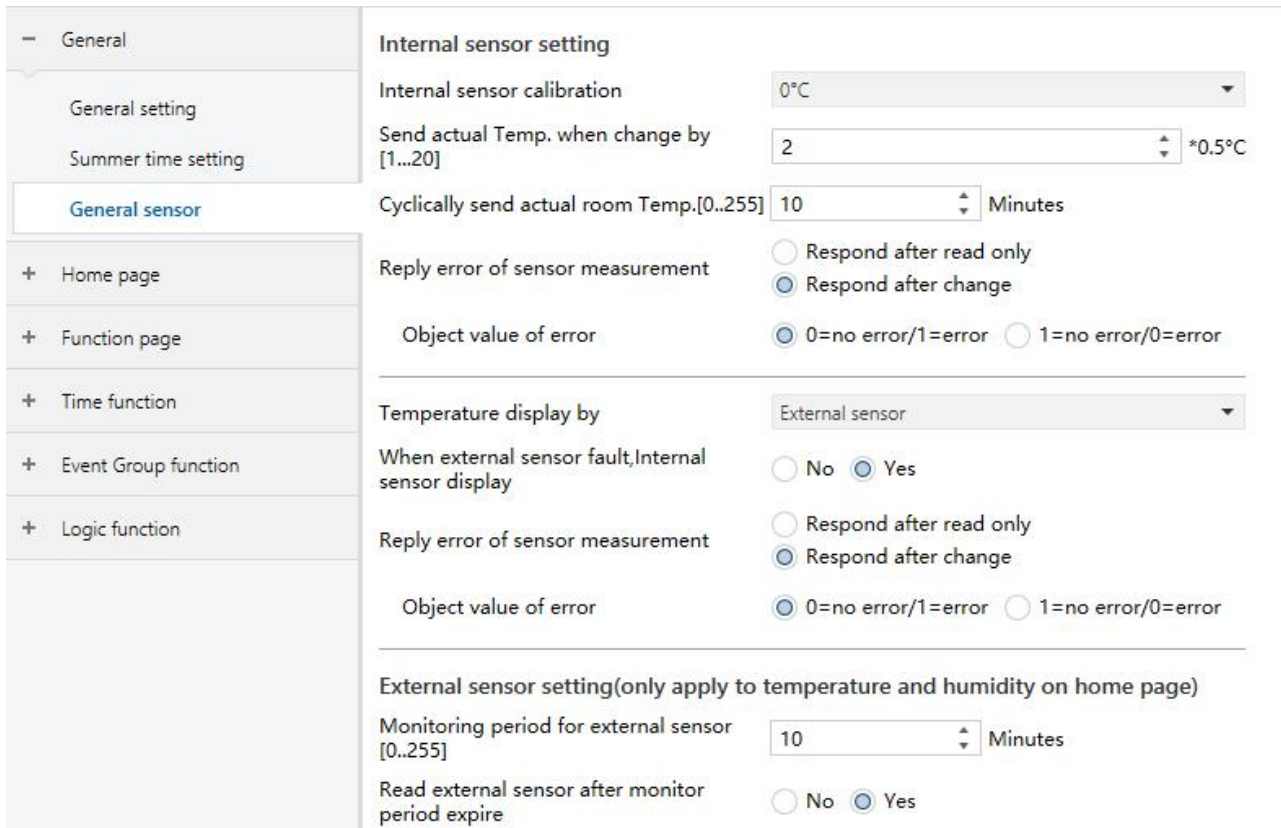 − General
General setting
Summer time setting
General sensor
+ Home page
+ Function page
+ Time function
+ Event Group function
+ Logic function
Internal sensor setting
Internal sensor calibration 0°C
Send actual Temp. when change by
[1...20] 2 *0.5°C
Cyclically send actual room Temp.[0..255] 10 Minutes
Reply error of sensor measurement
Respond after read only
Respond after change
Object value of error 0=no error/1=error 1=no error/0=error
Temperature display by External sensor
When external sensor fault,Internal
sensor display No Yes
Reply error of sensor measurement
Respond after read only
Respond after change
Object value of error 0=no error/1=error 1=no error/0=error
External sensor setting(only apply to temperature and humidity on home page)
Monitoring period for external sensor
[0..255] 10 Minutes
Read external sensor after monitor
period expire No Yes